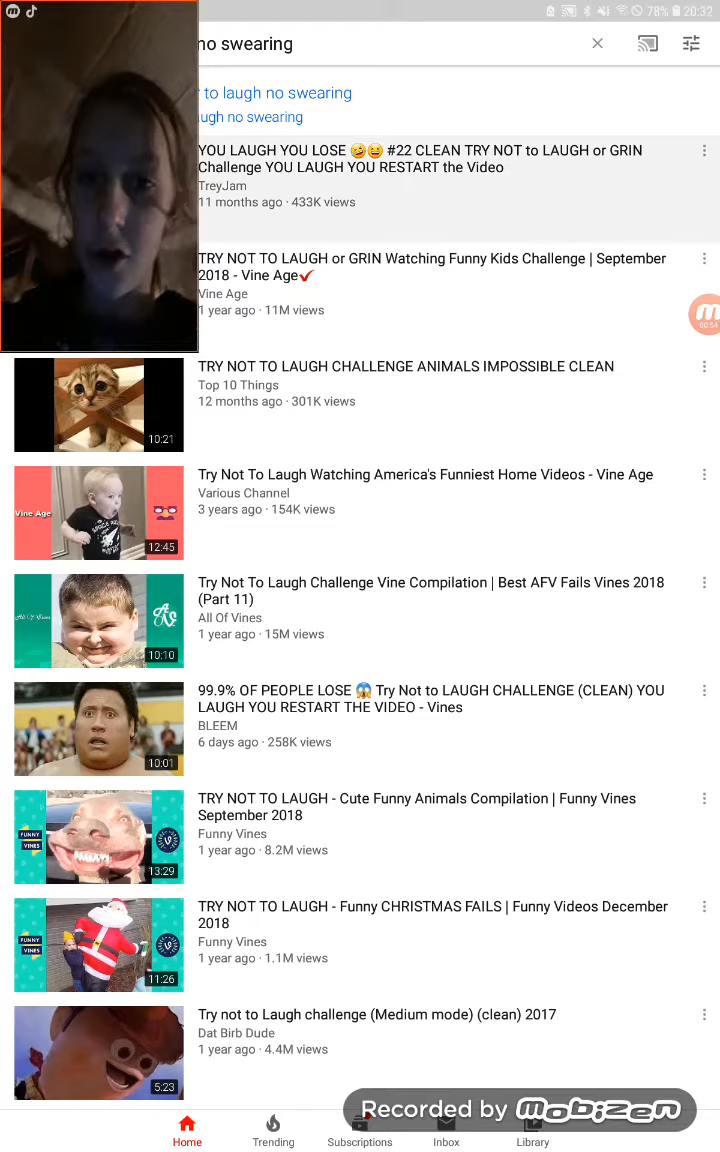 78% 20:32
no swearing
to laugh no swearing
ugh no swearing
YOU LAUGH YOU LOSE 🤣😆 #22 CLEAN TRY NOT to LAUGH or GRIN
Challenge YOU LAUGH YOU RESTART the Video
TreyJam
11 months ago · 433K views
TRY NOT TO LAUGH or GRIN Watching Funny Kids Challenge | September
2018 - Vine Age✔
Vine Age
1 year ago · 11M views
00:54
TRY NOT TO LAUGH CHALLENGE ANIMALS IMPOSSIBLE CLEAN
Top 10 Things
12 months ago · 301K views
10:21
Try Not To Laugh Watching America's Funniest Home Videos - Vine Age
Various Channel
3 years ago · 154K views
Vine Age
12:45
Try Not To Laugh Challenge Vine Compilation | Best AFV Fails Vines 2018
(Part 11)
All Of Vines
1 year ago · 15M views
All Of Vines
10:10
99.9% OF PEOPLE LOSE 😱 Try Not to LAUGH CHALLENGE (CLEAN) YOU
LAUGH YOU RESTART THE VIDEO - Vines
BLEEM
6 days ago · 258K views
10:01
TRY NOT TO LAUGH - Cute Funny Animals Compilation | Funny Vines
September 2018
Funny Vines
1 year ago · 8.2M views
FUNNY
VINES
13:29
TRY NOT TO LAUGH - Funny CHRISTMAS FAILS | Funny Videos December
2018
Funny Vines
1 year ago · 1.1M views
FUNNY
VINES
11:26
Try not to Laugh challenge (Medium mode) (clean) 2017
Dat Birb Dude
1 year ago · 4.4M views
5:23
Recorded by Mobizen
Home Trending Subscriptions Inbox Library